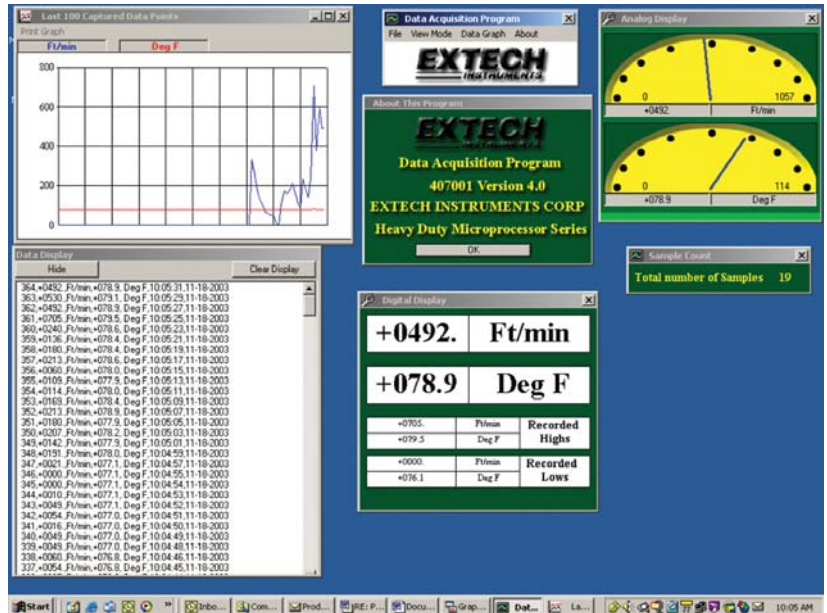 Last 100 Captured Data Points
Print Graph
Ft/min Deg F
800
600
400
200
0
Data Acquisition Program
File View Mode Data Graph About
EXTECH
INSTRUMENTS
About This Program
EXTECH
INSTRUMENTS
Data Acquisition Program
407001 Version 4.0
EXTECH INSTRUMENTS CORP
Heavy Duty Microprocessor Series
OK
Analog Display
0 1057
+0492. Ft/min
0 114
+078.9 Deg F
Sample Count
Total number of Samples 19
Data Display
Hide Clear Display
364,+0492.,Ft/min,+078.9, Deg F,10:05:31,11-18-2003
363,+0530.,Ft/min,+079.1, Deg F,10:05:29,11-18-2003
362,+0492.,Ft/min,+078.9, Deg F,10:05:27,11-18-2003
361,+0705.,Ft/min,+079.5, Deg F,10:05:25,11-18-2003
360,+0240.,Ft/min,+078.6, Deg F,10:05:23,11-18-2003
359,+0136.,Ft/min,+078.4, Deg F,10:05:21,11-18-2003
358,+0180.,Ft/min,+078.4, Deg F,10:05:19,11-18-2003
357,+0213.,Ft/min,+078.6, Deg F,10:05:17,11-18-2003
356,+0060.,Ft/min,+078.0, Deg F,10:05:15,11-18-2003
355,+0109.,Ft/min,+077.9, Deg F,10:05:13,11-18-2003
354,+0114.,Ft/min,+078.0, Deg F,10:05:11,11-18-2003
353,+0169.,Ft/min,+078.4, Deg F,10:05:09,11-18-2003
352,+0213.,Ft/min,+078.9, Deg F,10:05:07,11-18-2003
351,+0180.,Ft/min,+077.9, Deg F,10:05:05,11-18-2003
350,+0207.,Ft/min,+078.2, Deg F,10:05:03,11-18-2003
349,+0142.,Ft/min,+077.9, Deg F,10:05:01,11-18-2003
348,+0191.,Ft/min,+078.0, Deg F,10:04:59,11-18-2003
347,+0021.,Ft/min,+077.1, Deg F,10:04:57,11-18-2003
346,+0000.,Ft/min,+077.1, Deg F,10:04:55,11-18-2003
345,+0000.,Ft/min,+077.1, Deg F,10:04:54,11-18-2003
344,+0010.,Ft/min,+077.1, Deg F,10:04:53,11-18-2003
343,+0049.,Ft/min,+077.1, Deg F,10:04:52,11-18-2003
342,+0054.,Ft/min,+077.0, Deg F,10:04:51,11-18-2003
341,+0016.,Ft/min,+077.0, Deg F,10:04:50,11-18-2003
340,+0049.,Ft/min,+077.0, Deg F,10:04:49,11-18-2003
339,+0049.,Ft/min,+077.0, Deg F,10:04:48,11-18-2003
338,+0060.,Ft/min,+076.8, Deg F,10:04:46,11-18-2003
337,+0054.,Ft/min,+076.8, Deg F,10:04:45,11-18-2003
Digital Display
+0492. Ft/min
+078.9 Deg F
+0705. Ft/min Recorded
+079.5 Deg F Highs
+0000. Ft/min Recorded
+076.1 Deg F Lows
Start » Inbo... Com... Prod... RE: P... Docu... Grap... Dat... La... 10:05 AM